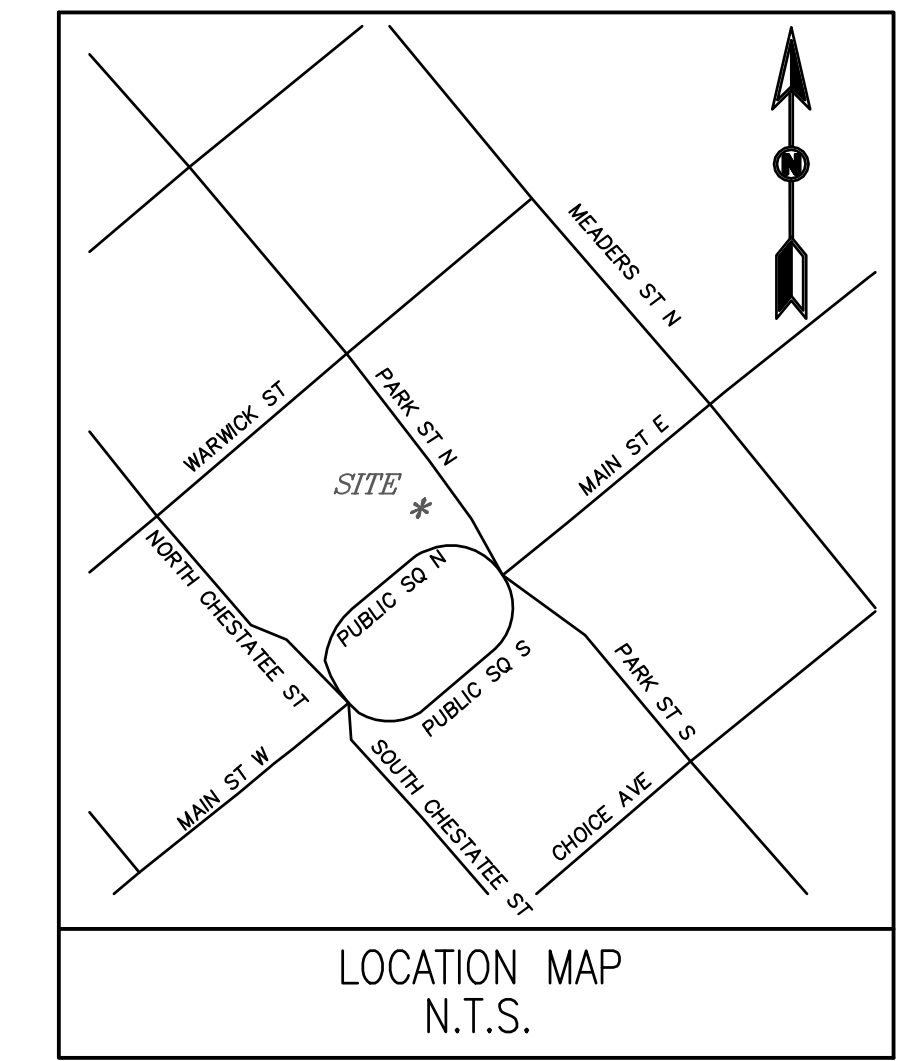 N
MEADERS ST N
WARWICK ST
PARK ST N
MAIN ST E
SITE
*
NORTH CHESTATEE ST
PUBLIC SQ N
PUBLIC SQ S
PARK ST S
MAIN ST W
SOUTH CHESTATEE ST
CHOICE AVE
LOCATION MAP
N.T.S.